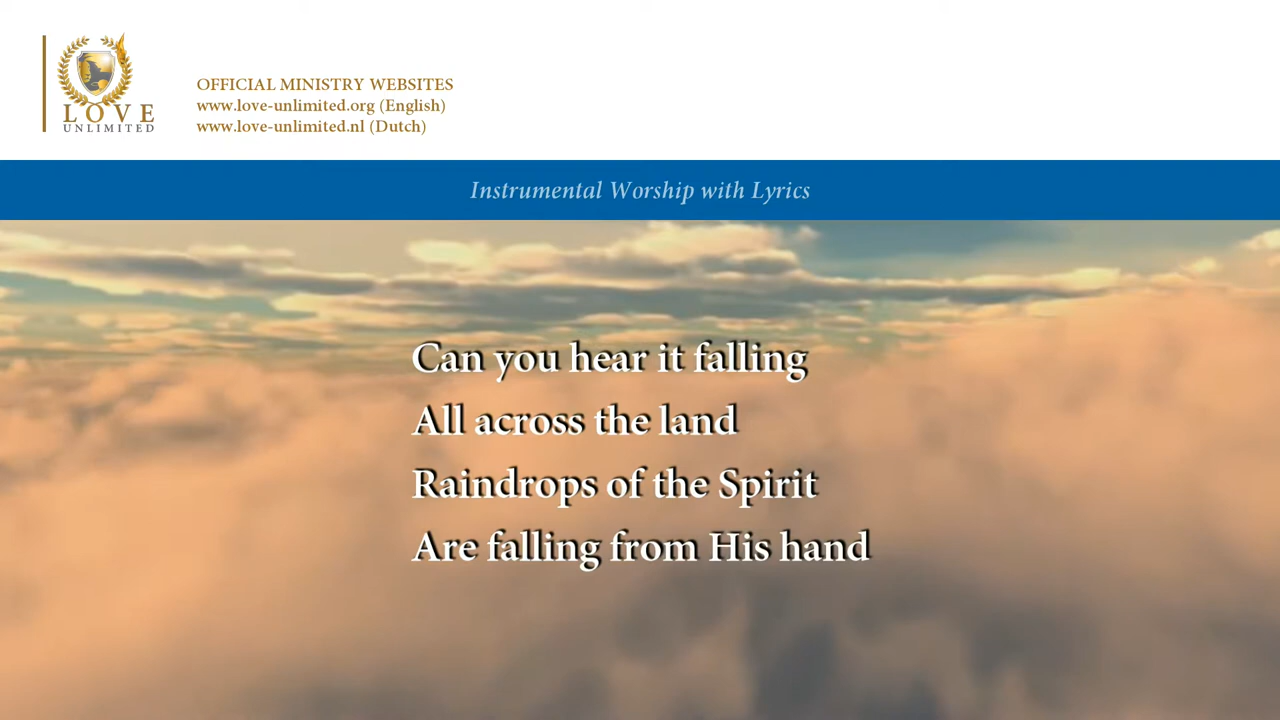 LOVE
UNLIMITED
OFFICIAL MINISTRY WEBSITES
www.love-unlimited.org (English)
www.love-unlimited.nl (Dutch)
Instrumental Worship with Lyrics
Can you hear it falling
All across the land
Raindrops of the Spirit
Are falling from His hand